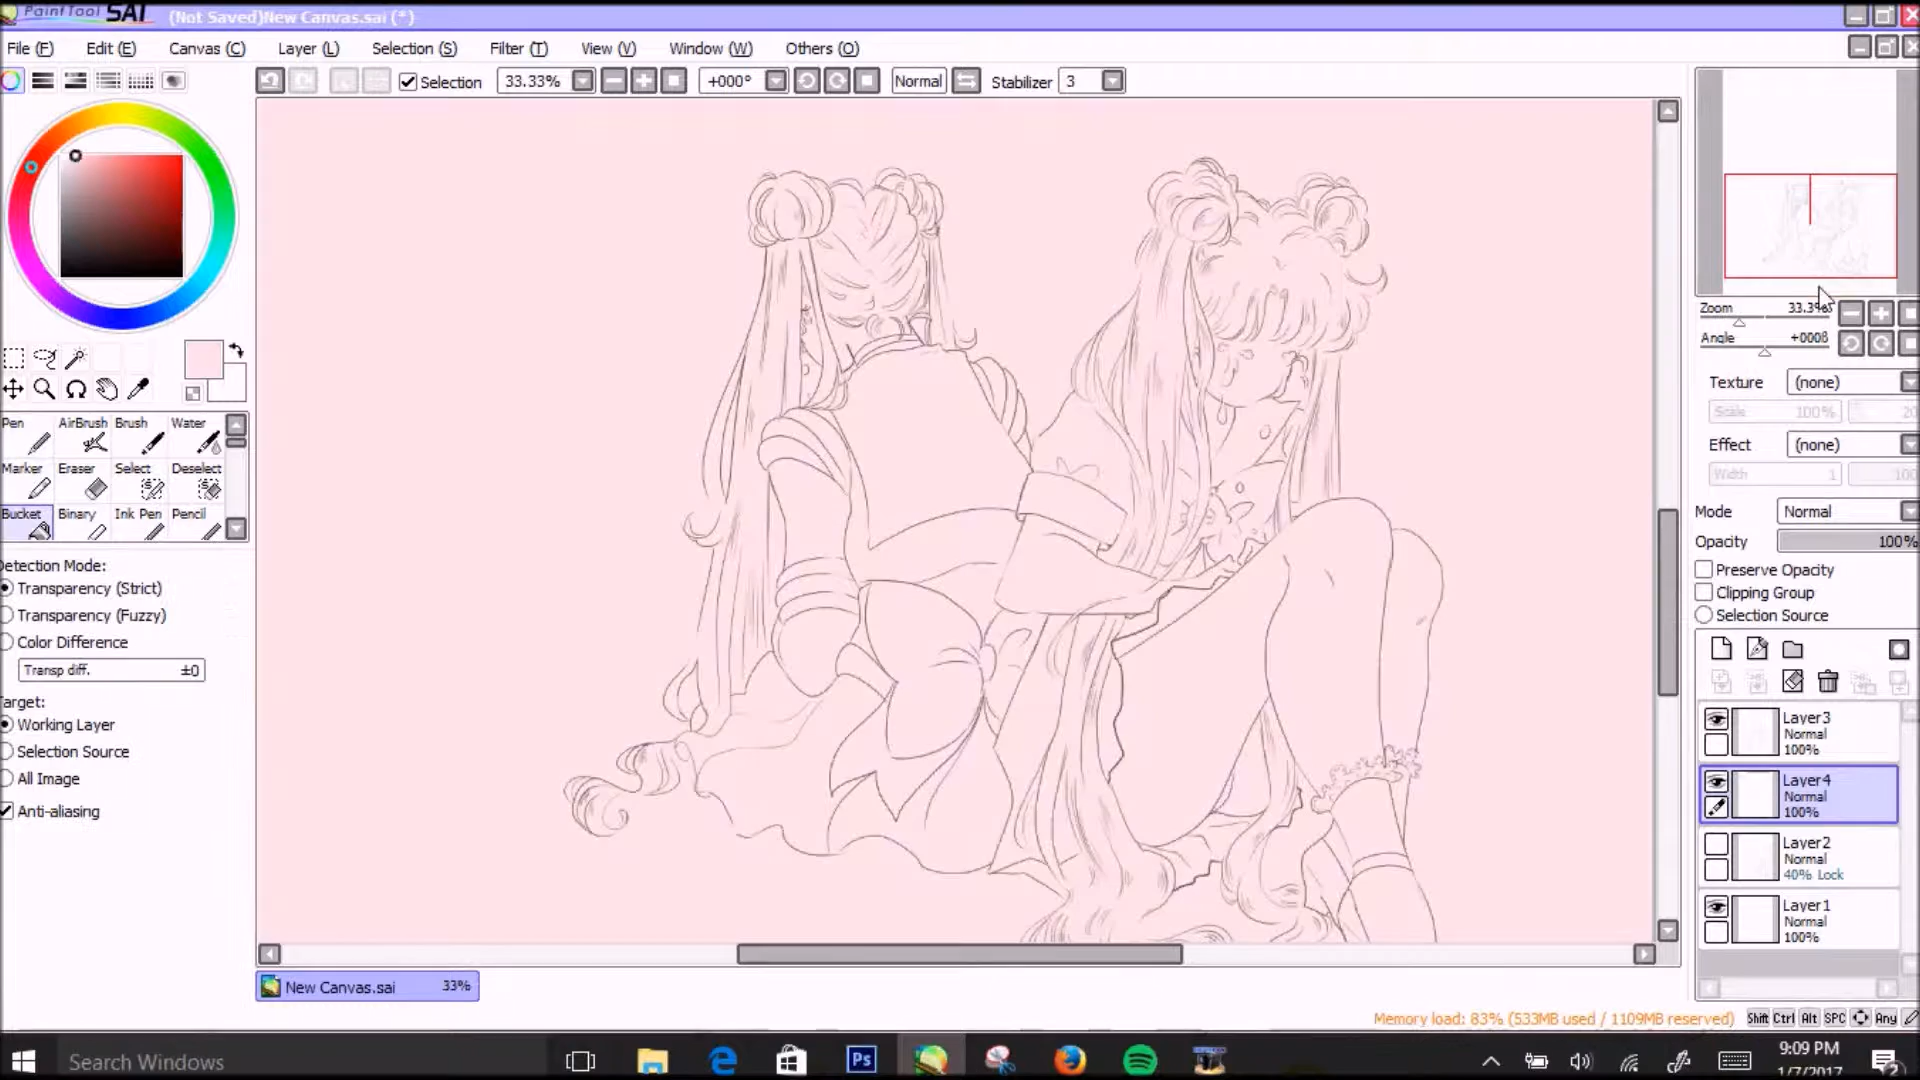 PaintTool SAI (Not Saved)New Canvas.sai (*)
File (F) Edit (E) Canvas (C) Layer (L) Selection (S) Filter (T) View (V) Window (W) Others (O)
Selection 33.33% +000° Normal Stabilizer 3
Zoom 33.3%
Angle +000ß
Texture (none)
Scale 100% 20
Effect (none)
Width 1 100
Mode Normal
Opacity 100%
Preserve Opacity
Clipping Group
Selection Source
Pen AirBrush Brush Water
Marker Eraser Select Deselect
Bucket Binary Ink Pen Pencil
Detection Mode:
Transparency (Strict)
Transparency (Fuzzy)
Color Difference
Transp diff. ±0
Target:
Working Layer
Selection Source
All Image
Anti-aliasing
Layer3
Normal
100%
Layer4
Normal
100%
Layer2
Normal
40% Lock
Layer1
Normal
100%
New Canvas.sai 33%
Memory load: 83% (533MB used / 1109MB reserved) Shift Ctrl Alt SPC Any
Search Windows
Ps
9:09 PM
1/7/2017
2